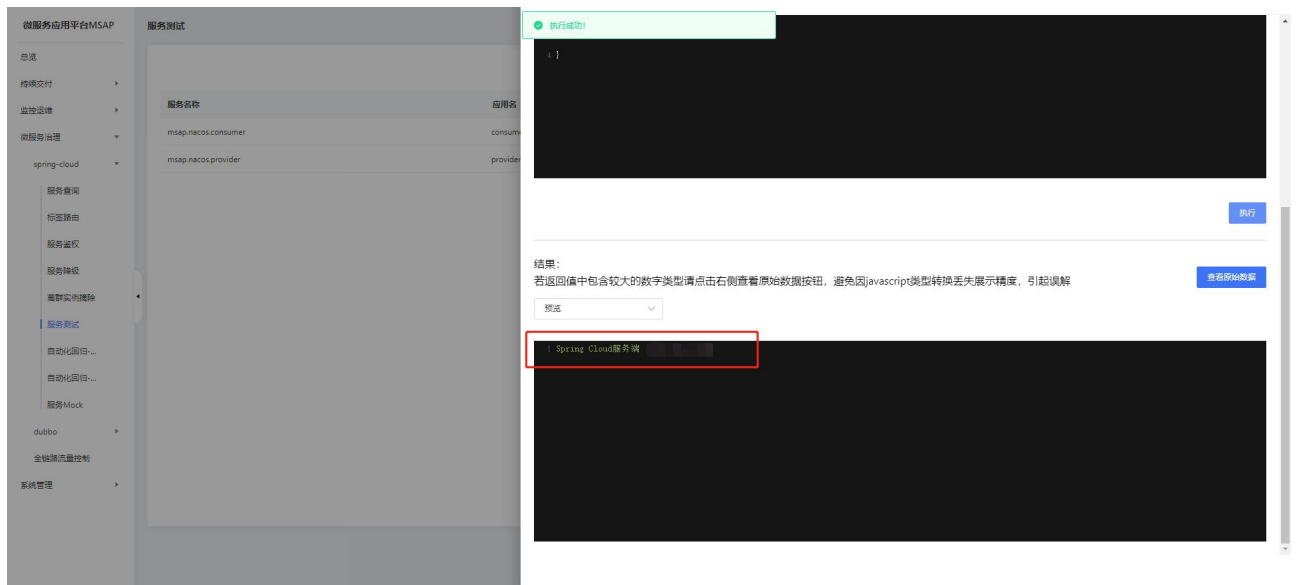 微服务应用平台MSAP
总览
持续交付
监控运维
微服务治理
spring-cloud
服务查询
标签路由
服务鉴权
服务降级
离群实例摘除
服务测试
自动化回归-...
自动化回归-...
服务Mock
dubbo
全链路流量控制
系统管理
服务测试
服务名称
应用名
msap.nacos.consumer
consum
msap.nacos.provider
provider
执行成功!
4 }
执行
结果：
若返回值中包含较大的数字类型请点击右侧查看原始数据按钮，避免因javascript类型转换丢失展示精度，引起误解
查看原始数据
预览
1 Spring Cloud服务端